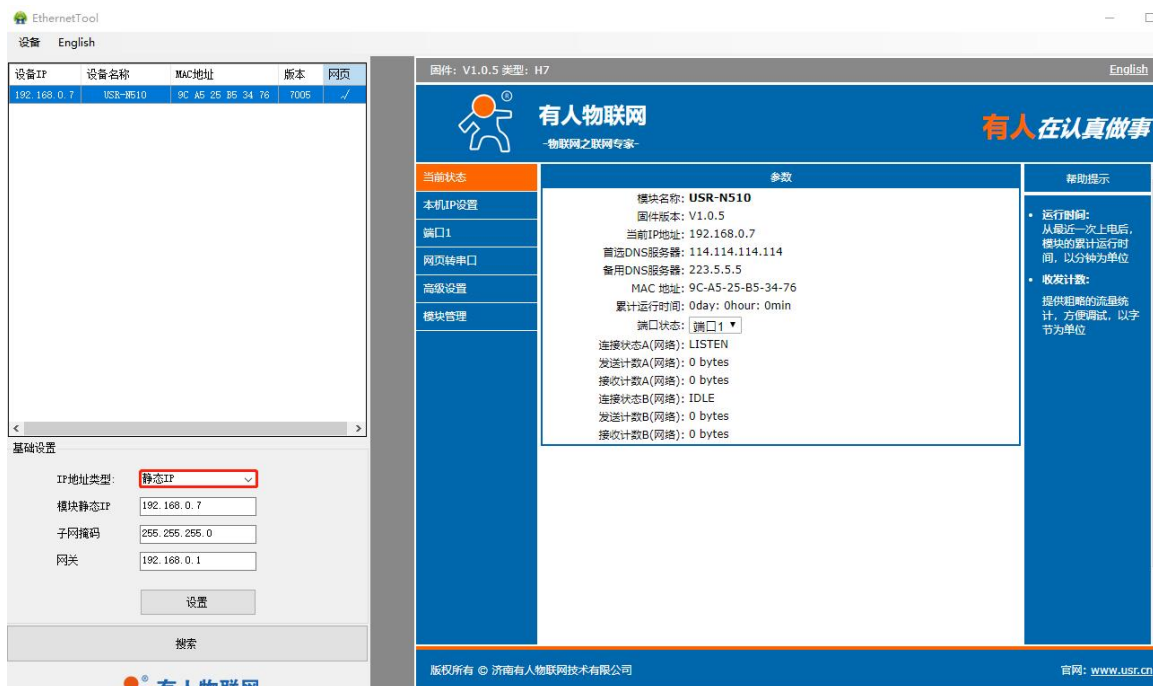 EthernetTool
设备 English
设备IP 设备名称 MAC地址 版本 网页
192.168.0.7 USR-N510 9C A5 25 B5 34 76 7005 √
基础设置
IP地址类型: 静态IP
模块静态IP 192.168.0.7
子网掩码 255.255.255.0
网关 192.168.0.1
设置
搜索
有人物联网
固件: V1.0.5 类型: H7 English
有人物联网
-物联网之联网专家-
有人在认真做事
当前状态
本机IP设置
端口1
网页转串口
高级设置
模块管理
参数
模块名称: USR-N510
固件版本: V1.0.5
当前IP地址: 192.168.0.7
首选DNS服务器: 114.114.114.114
备用DNS服务器: 223.5.5.5
MAC 地址: 9C-A5-25-B5-34-76
累计运行时间: 0day: 0hour: 0min
端口状态: 端口1
连接状态A(网络): LISTEN
发送计数A(网络): 0 bytes
接收计数A(网络): 0 bytes
连接状态B(网络): IDLE
发送计数B(网络): 0 bytes
接收计数B(网络): 0 bytes
帮助提示
• 运行时间:
从最近一次上电后,
模块的累计运行时
间, 以分钟为单位
• 收发计数:
提供粗略的流量统
计, 方便调试, 以字
节为单位
版权所有 © 济南有人物联网技术有限公司 官网: www.usr.cn